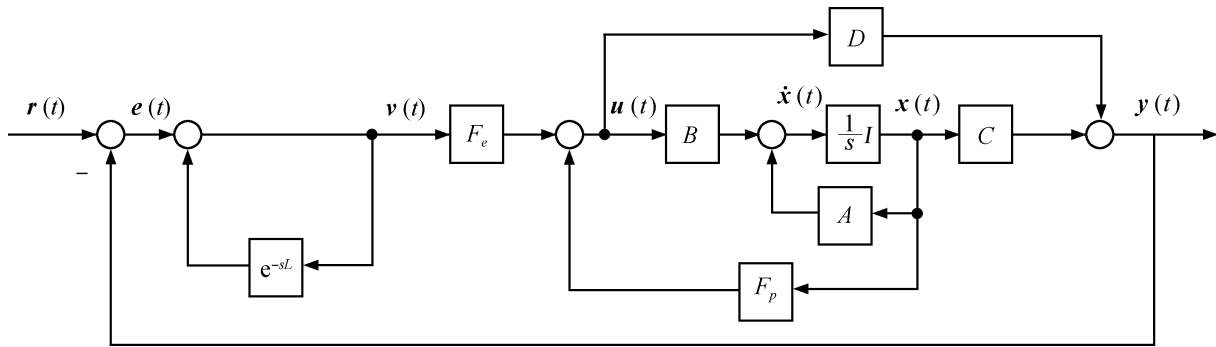 D
r(t)
e(t)
v(t)
u(t)
ẋ(t)
x(t)
y(t)
F_e
B
1/s I
C
−
A
e^{-sL}
F_p